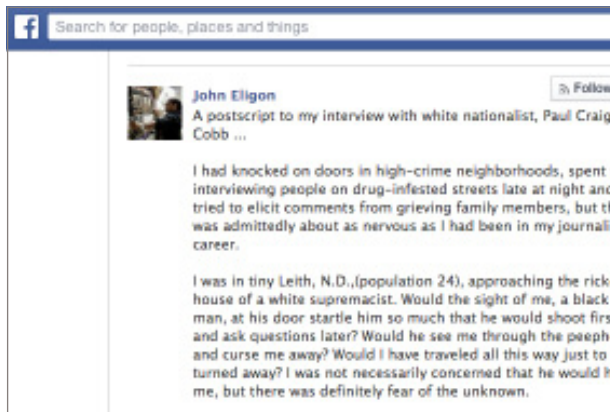 f
Search for people, places and things
John Eligon
Follow
A postscript to my interview with white nationalist, Paul Craig
Cobb ...
I had knocked on doors in high-crime neighborhoods, spent
interviewing people on drug-infested streets late at night and
tried to elicit comments from grieving family members, but
was admittedly about as nervous as I had been in my
career.
I was in tiny Leith, N.D.,(population 24), approaching the
house of a white supremacist. Would the sight of me, a black
man, at his door startle him so much that he would shoot
and ask questions later? Would he see me through the
and curse me away? Would I have traveled all this way just to
turned away? I was not necessarily concerned that he would
me, but there was definitely fear of the unknown.